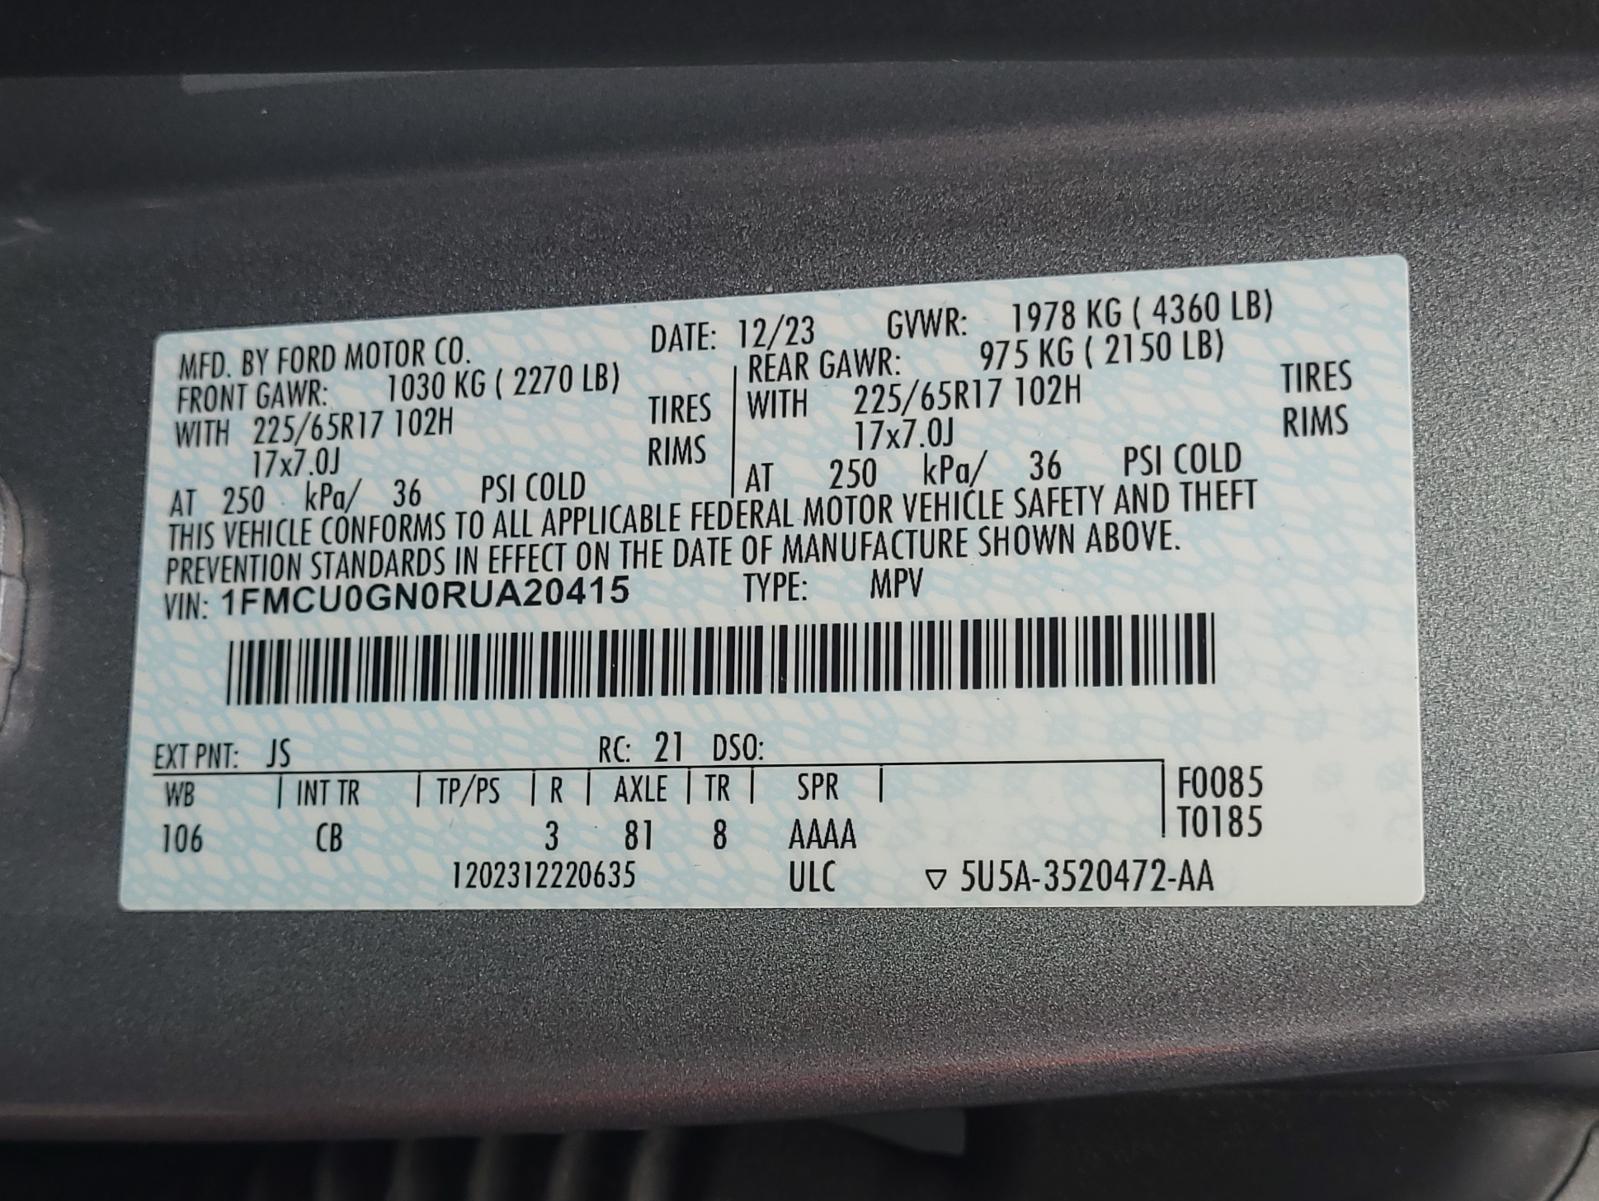 MFD. BY FORD MOTOR CO. DATE: 12/23 GVWR: 1978 KG ( 4360 LB)
FRONT GAWR: 1030 KG ( 2270 LB) REAR GAWR: 975 KG ( 2150 LB)
WITH 225/65R17 102H TIRES WITH 225/65R17 102H TIRES
17x7.0J RIMS 17x7.0J RIMS
AT 250 kPa/ 36 PSI COLD AT 250 kPa/ 36 PSI COLD
THIS VEHICLE CONFORMS TO ALL APPLICABLE FEDERAL MOTOR VEHICLE SAFETY AND THEFT
PREVENTION STANDARDS IN EFFECT ON THE DATE OF MANUFACTURE SHOWN ABOVE.
VIN: 1FMCU0GN0RUA20415 TYPE: MPV
EXT PNT: JS RC: 21 DSO:
WB INT TR TP/PS R AXLE TR SPR F0085
106 CB 3 81 8 AAAA T0185
1202312220635 ULC ▽ 5U5A-3520472-AA